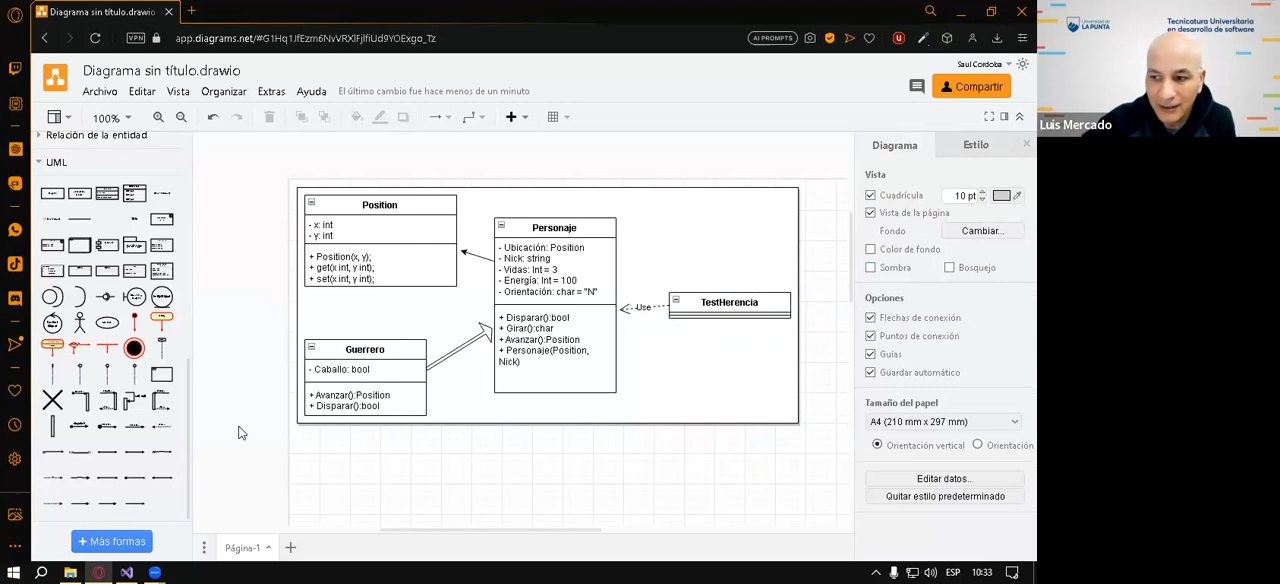 Diagrama sin título.drawio
VPN
app.diagrams.net/#G1Hq1JfEzm6NvVRXlFjlfiUd9YOExgo_Tz
AI PROMPTS
Diagrama sin título.drawio
Saul Cordoba
Archivo Editar Vista Organizar Extras Ayuda El último cambio fue hace menos de un minuto
Compartir
100%
Relación de la entidad
UML
Más formas
Position
- x: int
- y: int
+ Position(x, y);
+ get(x int, y int);
+ set(x int, y int);
Personaje
- Ubicación: Position
- Nick: string
- Vidas: Int = 3
- Energía: Int = 100
- Orientación: char = "N"
+ Disparar():bool
+ Girar():char
+ Avanzar():Position
+ Personaje(Position,
Nick)
Use
TestHerencia
Guerrero
- Caballo: bool
+ Avanzar():Position
+ Disparar():bool
Página-1
Diagrama Estilo
Vista
Cuadrícula 10 pt
Vista de la página
Fondo Cambiar...
Color de fondo
Sombra Bosquejo
Opciones
Flechas de conexión
Puntos de conexión
Guías
Guardar automático
Tamaño del papel
A4 (210 mm x 297 mm)
Orientación vertical Orientación
Editar datos...
Quitar estilo predeterminado
Universidad de
LA PUNTA
Tecnicatura Universitaria
en desarrollo de software
Luis Mercado
ESP 10:33